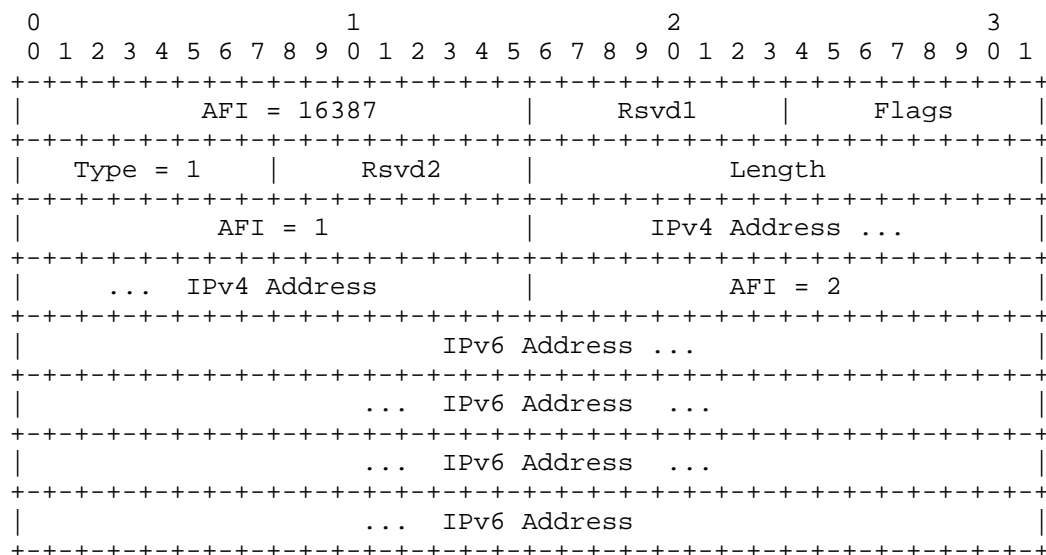 0                   1                   2                   3
 0 1 2 3 4 5 6 7 8 9 0 1 2 3 4 5 6 7 8 9 0 1 2 3 4 5 6 7 8 9 0 1
+-+-+-+-+-+-+-+-+-+-+-+-+-+-+-+-+-+-+-+-+-+-+-+-+-+-+-+-+-+-+-+-+
|           AFI = 16387         |     Rsvd1     |     Flags     |
+-+-+-+-+-+-+-+-+-+-+-+-+-+-+-+-+-+-+-+-+-+-+-+-+-+-+-+-+-+-+-+-+
|   Type = 1    |     Rsvd2     |            Length             |
+-+-+-+-+-+-+-+-+-+-+-+-+-+-+-+-+-+-+-+-+-+-+-+-+-+-+-+-+-+-+-+-+
|            AFI = 1            |       IPv4 Address ...        |
+-+-+-+-+-+-+-+-+-+-+-+-+-+-+-+-+-+-+-+-+-+-+-+-+-+-+-+-+-+-+-+-+
|     ...  IPv4 Address         |            AFI = 2            |
+-+-+-+-+-+-+-+-+-+-+-+-+-+-+-+-+-+-+-+-+-+-+-+-+-+-+-+-+-+-+-+-+
|                          IPv6 Address ...                     |
+-+-+-+-+-+-+-+-+-+-+-+-+-+-+-+-+-+-+-+-+-+-+-+-+-+-+-+-+-+-+-+-+
|                     ...  IPv6 Address  ...                    |
+-+-+-+-+-+-+-+-+-+-+-+-+-+-+-+-+-+-+-+-+-+-+-+-+-+-+-+-+-+-+-+-+
|                     ...  IPv6 Address  ...                    |
+-+-+-+-+-+-+-+-+-+-+-+-+-+-+-+-+-+-+-+-+-+-+-+-+-+-+-+-+-+-+-+-+
|                     ...  IPv6 Address                         |
+-+-+-+-+-+-+-+-+-+-+-+-+-+-+-+-+-+-+-+-+-+-+-+-+-+-+-+-+-+-+-+-+